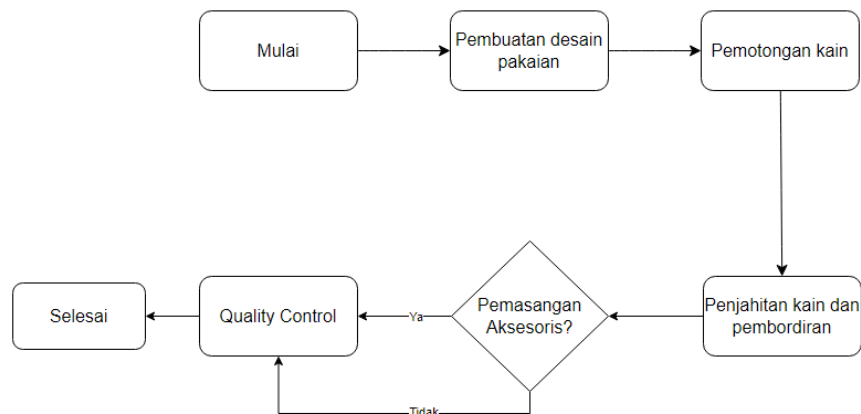 Mulai
Pembuatan desain
pakaian
Pemotongan kain
Penjahitan kain dan
pembordiran
Pemasangan
Aksesoris?
Ya
Tidak
Quality Control
Selesai